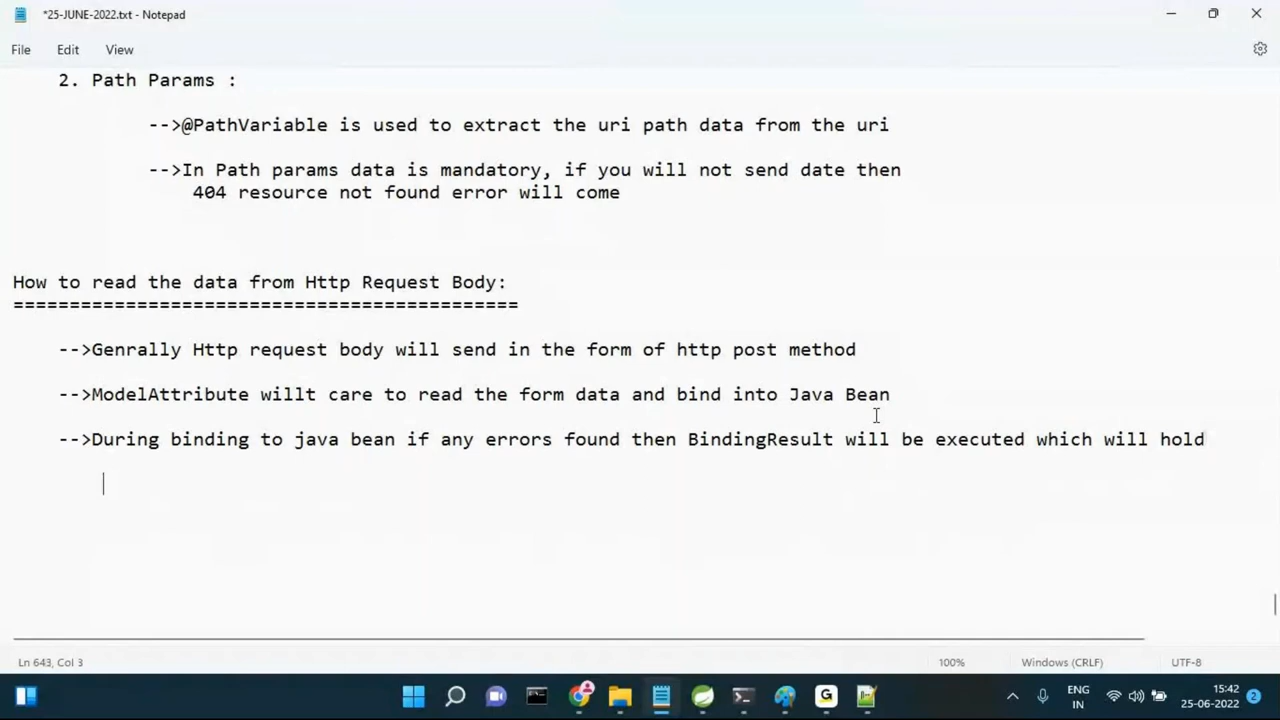 *25-JUNE-2022.txt - Notepad
File Edit View
2. Path Params :
-->@PathVariable is used to extract the uri path data from the uri
-->In Path params data is mandatory, if you will not send date then
404 resource not found error will come
How to read the data from Http Request Body:
=============================================
-->Genrally Http request body will send in the form of http post method
-->ModelAttribute willt care to read the form data and bind into Java Bean
-->During binding to java bean if any errors found then BindingResult will be executed which will hold
Ln 643, Col 3 100% Windows (CRLF) UTF-8
ENG 15:42
IN 25-06-2022 2